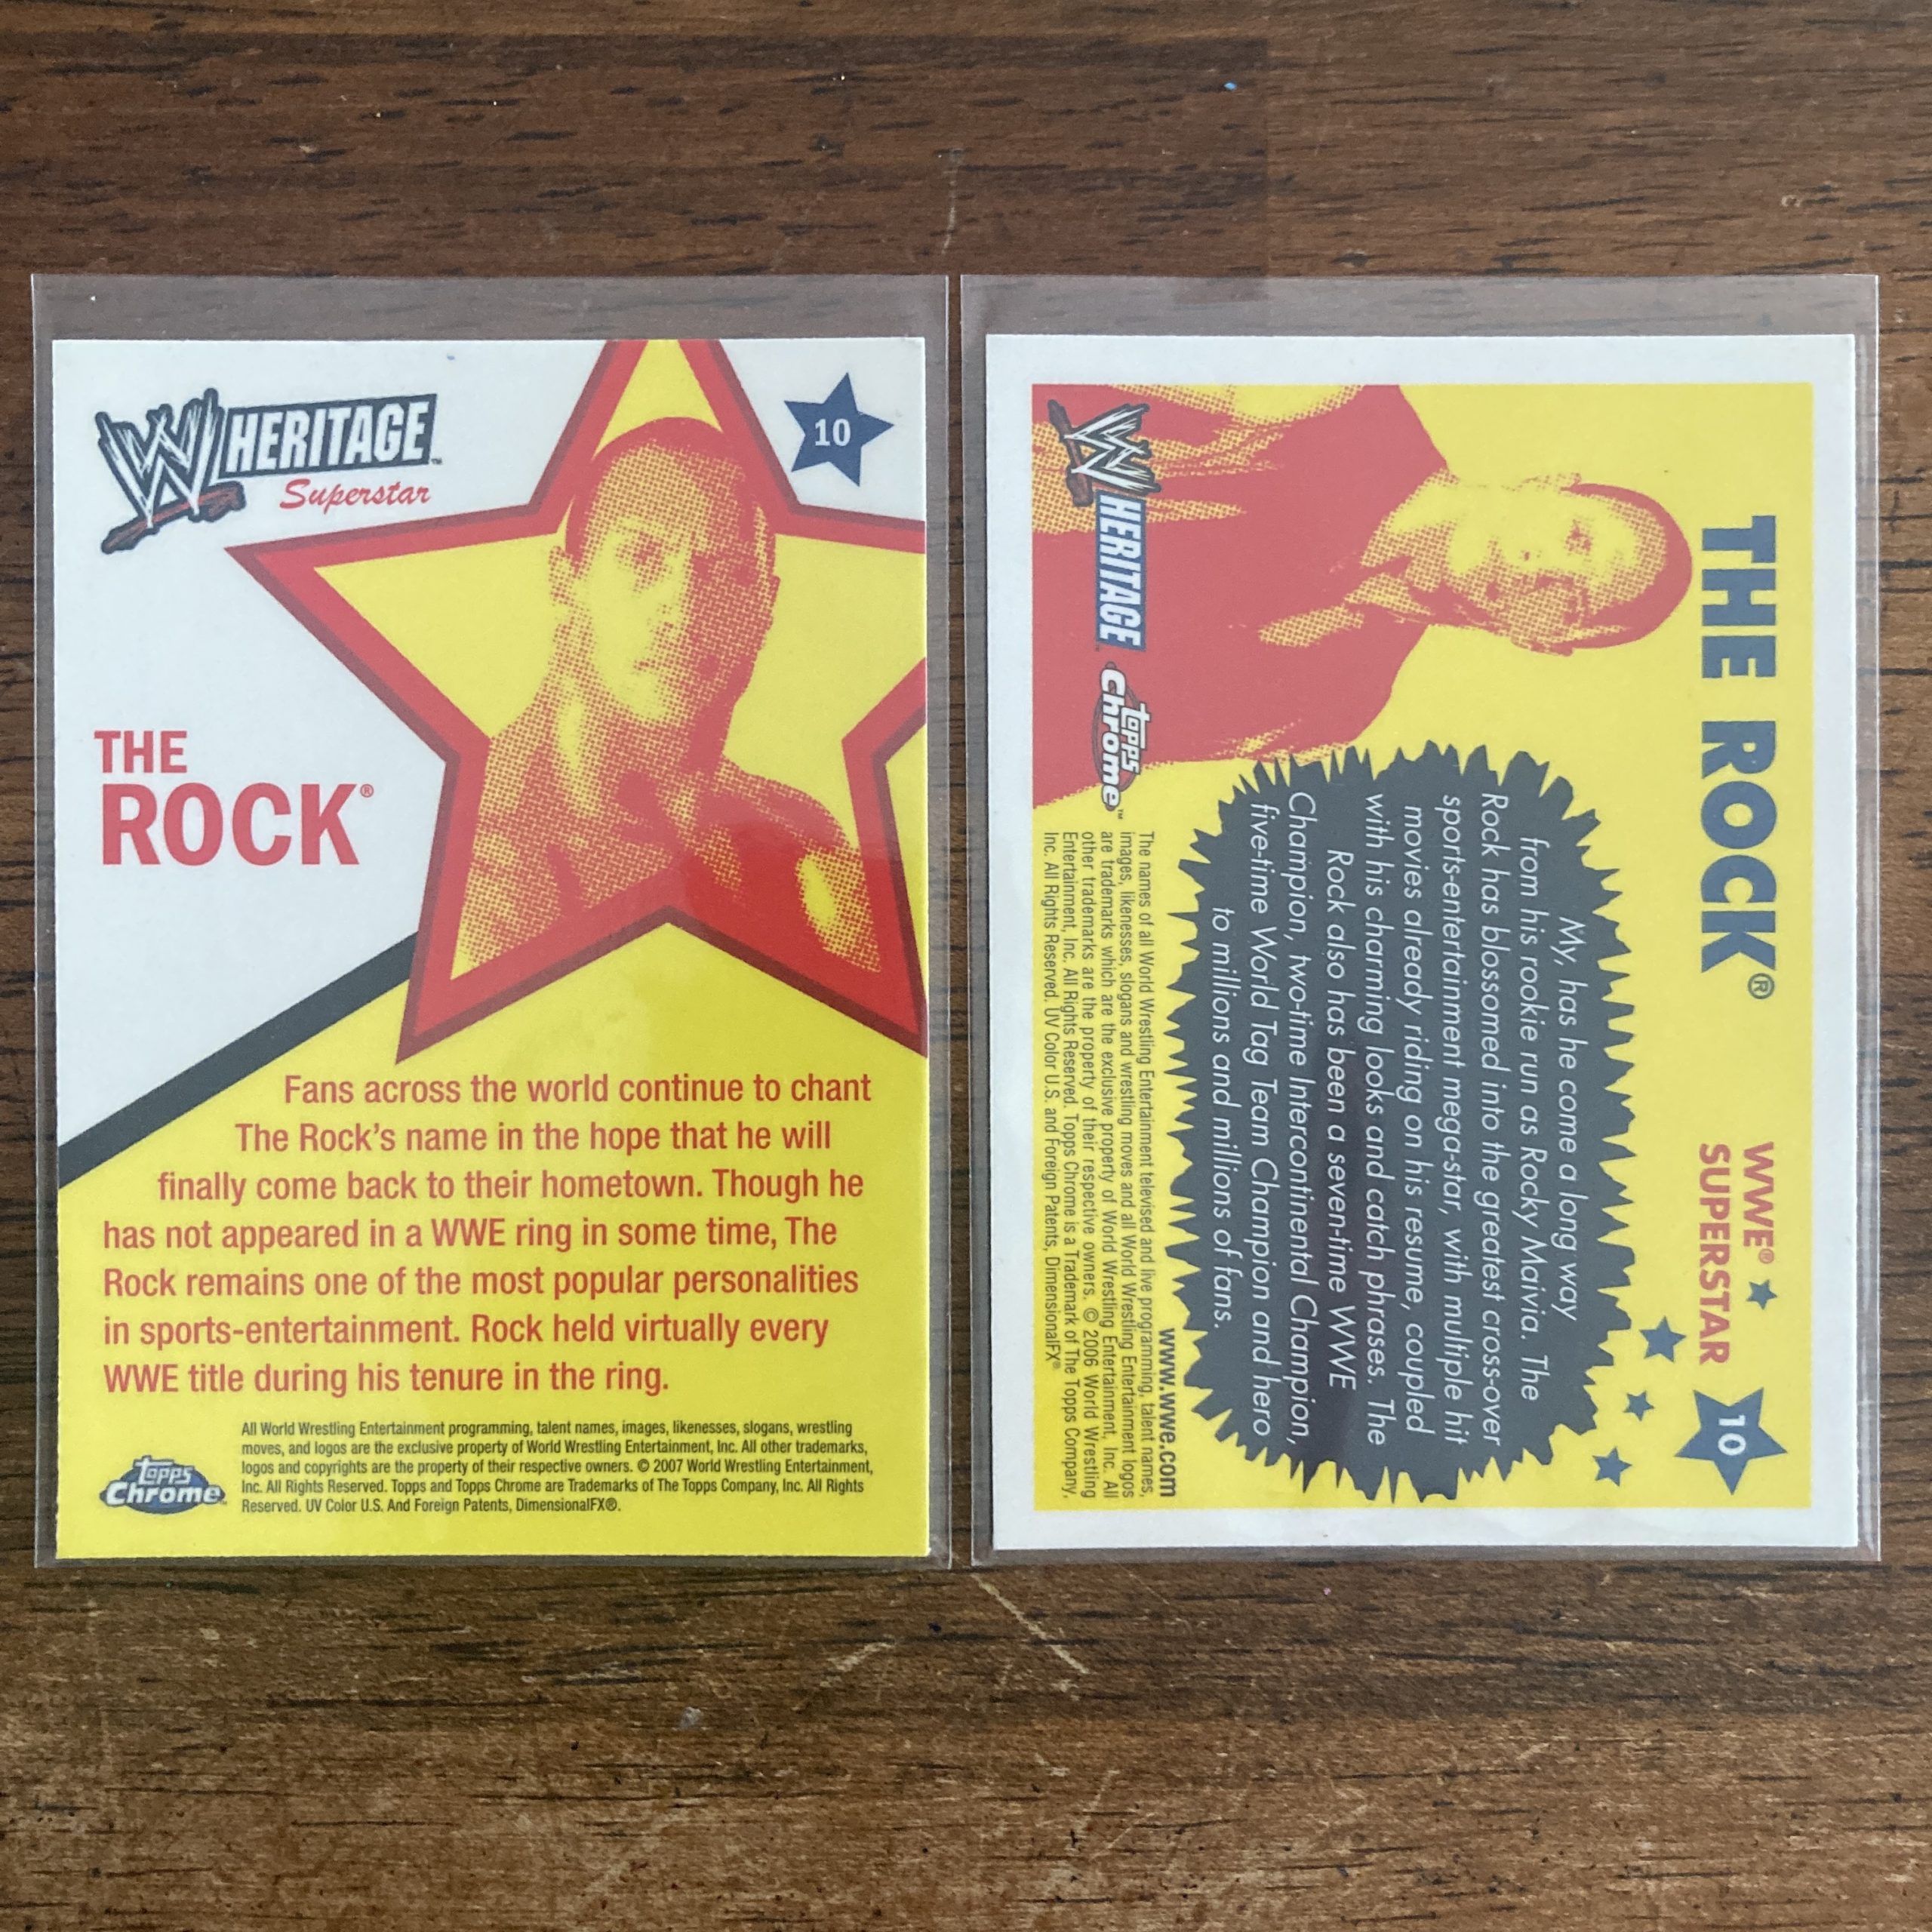 W HERITAGE™
Superstar
10
THE
ROCK®
Fans across the world continue to chant
The Rock's name in the hope that he will
finally come back to their hometown. Though he
has not appeared in a WWE ring in some time, The
Rock remains one of the most popular personalities
in sports-entertainment. Rock held virtually every
WWE title during his tenure in the ring.
Topps
Chrome™
All World Wrestling Entertainment programming, talent names, images, likenesses, slogans, wrestling
moves, and logos are the exclusive property of World Wrestling Entertainment, Inc. All other trademarks,
logos and copyrights are the property of their respective owners. © 2007 World Wrestling Entertainment,
Inc. All Rights Reserved. Topps and Topps Chrome are Trademarks of The Topps Company, Inc. All Rights
Reserved. UV Color U.S. And Foreign Patents, DimensionalFX®.
THE ROCK®
WWE®
SUPERSTAR
10
My, has he come a long way
from his rookie run as Rocky Maivia. The
Rock has blossomed into the greatest cross-over
sports-entertainment mega-star, with multiple hit
movies already riding on his resume, coupled
with his charming looks and catch phrases. The
Rock also has been a seven-time WWE
Champion, two-time Intercontinental Champion,
five-time World Tag Team Champion and hero
to millions and millions of fans.
W HERITAGE™
Topps
Chrome™
www.wwe.com
The names of all World Wrestling Entertainment televised and live programming, talent names,
images, likenesses, slogans and wrestling moves and all World Wrestling Entertainment logos
are trademarks which are the exclusive property of World Wrestling Entertainment, Inc. All
other trademarks are the property of their respective owners. © 2006 World Wrestling
Entertainment, Inc. All Rights Reserved. Topps Chrome is a Trademark of The Topps Company,
Inc. All Rights Reserved. UV Color U.S. and Foreign Patents, DimensionalFX®